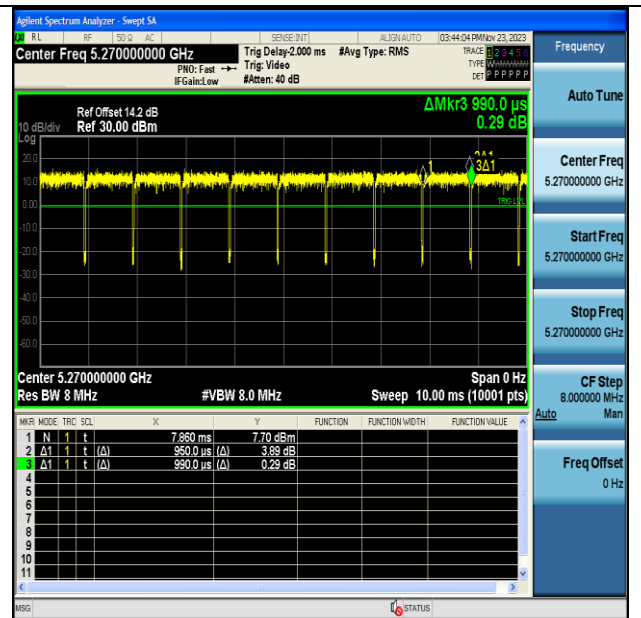 Agilent Spectrum Analyzer - Swept SA
RL RF 50 Ω AC SENSE:INT ALIGN AUTO 03:44:04 PM Nov 23, 2023
Center Freq 5.270000000 GHz
Trig Delay-2.000 ms #Avg Type: RMS
TRACE 1 2 3 4 5 6
PNO: Fast Trig: Video
TYPE
IFGain:Low #Atten: 40 dB
DET P P P P P P
Frequency
Auto Tune
ΔMkr3 990.0 µs
0.29 dB
Ref Offset 14.2 dB
10 dB/div Ref 30.00 dBm
Log
20.0
10.0
0.00
-10.0
-20.0
-30.0
-40.0
-50.0
-60.0
1
3Δ1
Center Freq
5.270000000 GHz
Start Freq
5.270000000 GHz
Stop Freq
5.270000000 GHz
CF Step
8.000000 MHz
Auto Man
Freq Offset
0 Hz
Center 5.270000000 GHz Span 0 Hz
Res BW 8 MHz #VBW 8.0 MHz Sweep 10.00 ms (10001 pts)
MKR MODE TRC SCL X Y FUNCTION FUNCTION WIDTH FUNCTION VALUE
1 N 1 t 7.860 ms 7.70 dBm
2 Δ1 1 t (Δ) 950.0 µs (Δ) 3.89 dB
3 Δ1 1 t (Δ) 990.0 µs (Δ) 0.29 dB
4
5
6
7
8
9
10
11
MSG STATUS